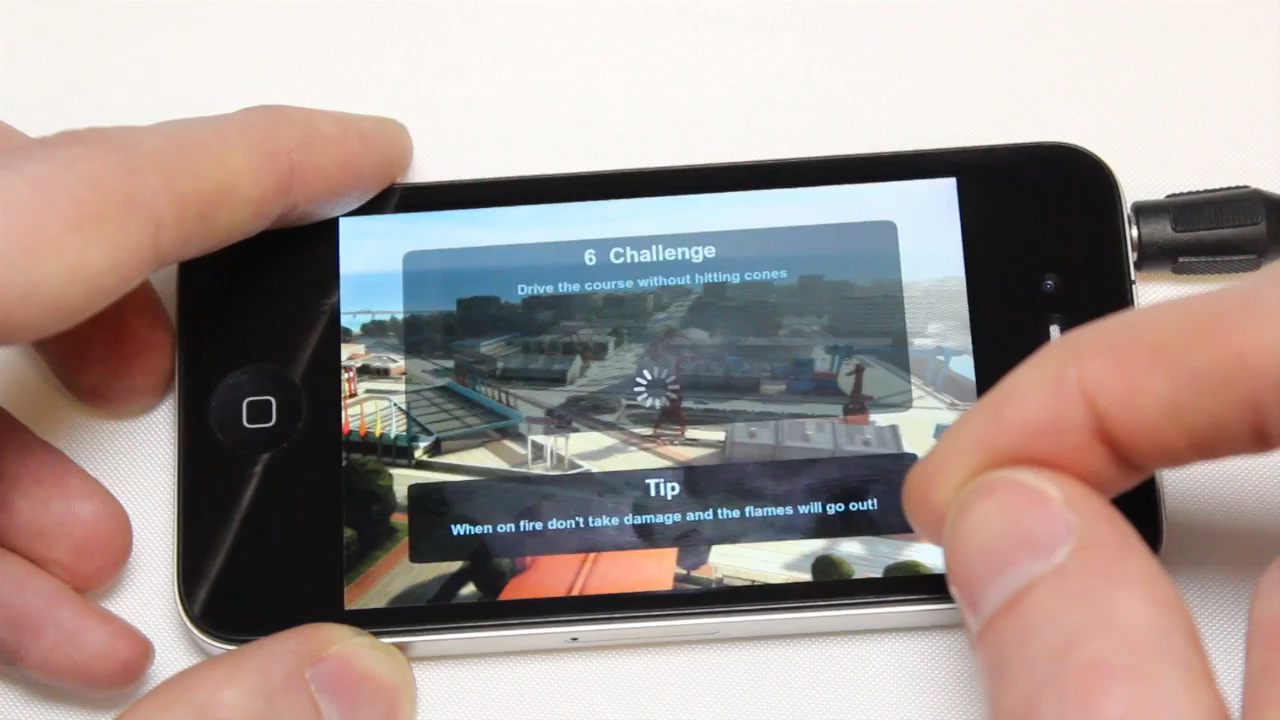 6 Challenge
Drive the course without hitting cones
Tip
When on fire don't take damage and the flames will go out!